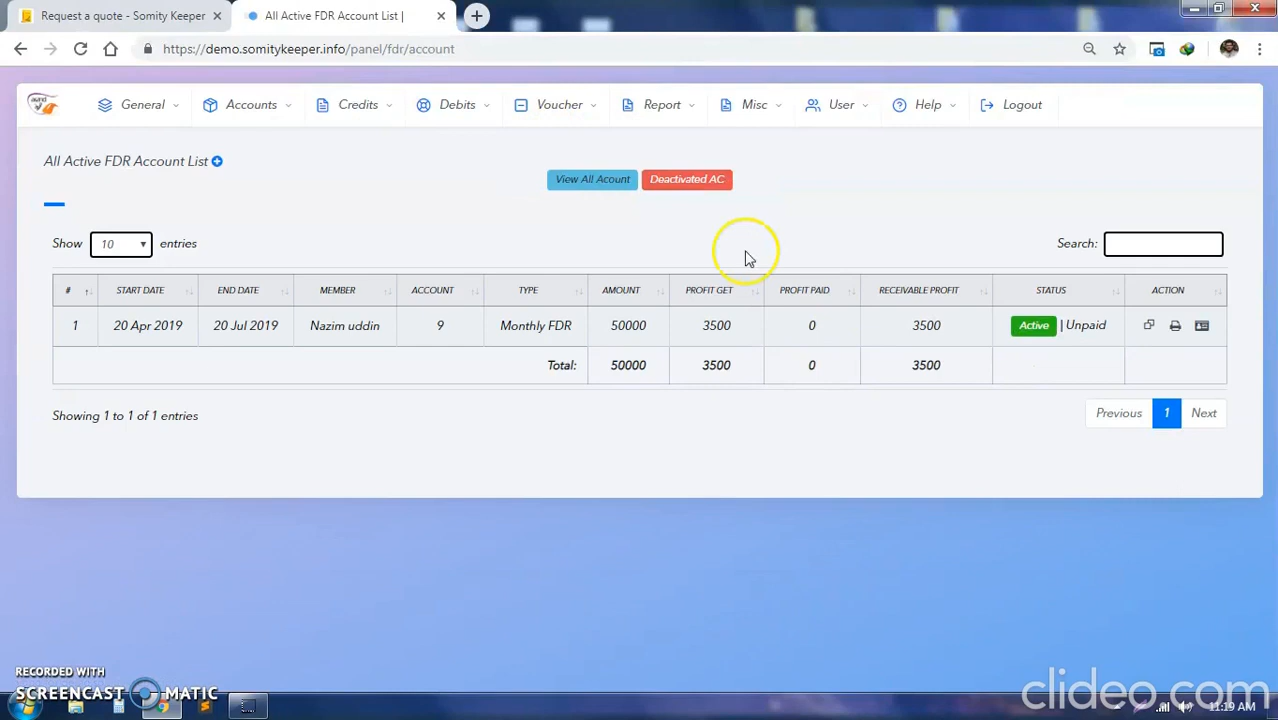 Request a quote - Somity Keeper
All Active FDR Account List |
https://demo.somitykeeper.info/panel/fdr/account
General Accounts Credits Debits Voucher Report Misc User Help Logout
All Active FDR Account List
View All Acount Deactivated AC
Show 10 entries Search:
# START DATE END DATE MEMBER ACCOUNT TYPE AMOUNT PROFIT GET PROFIT PAID RECEIVABLE PROFIT STATUS ACTION
1 20 Apr 2019 20 Jul 2019 Nazim uddin 9 Monthly FDR 50000 3500 0 3500 Active | Unpaid
Total: 50000 3500 0 3500
Showing 1 to 1 of 1 entries
Previous 1 Next
RECORDED WITH
SCREENCAST MATIC
clideo.com
11:19 AM